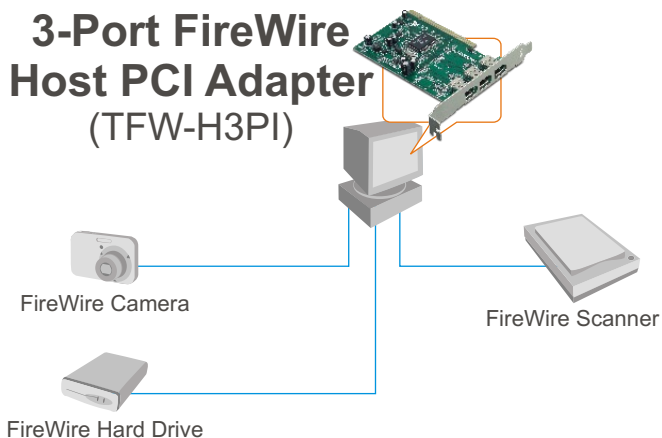 3-Port FireWire
Host PCI Adapter
(TFW-H3PI)
FireWire Camera
FireWire Scanner
FireWire Hard Drive